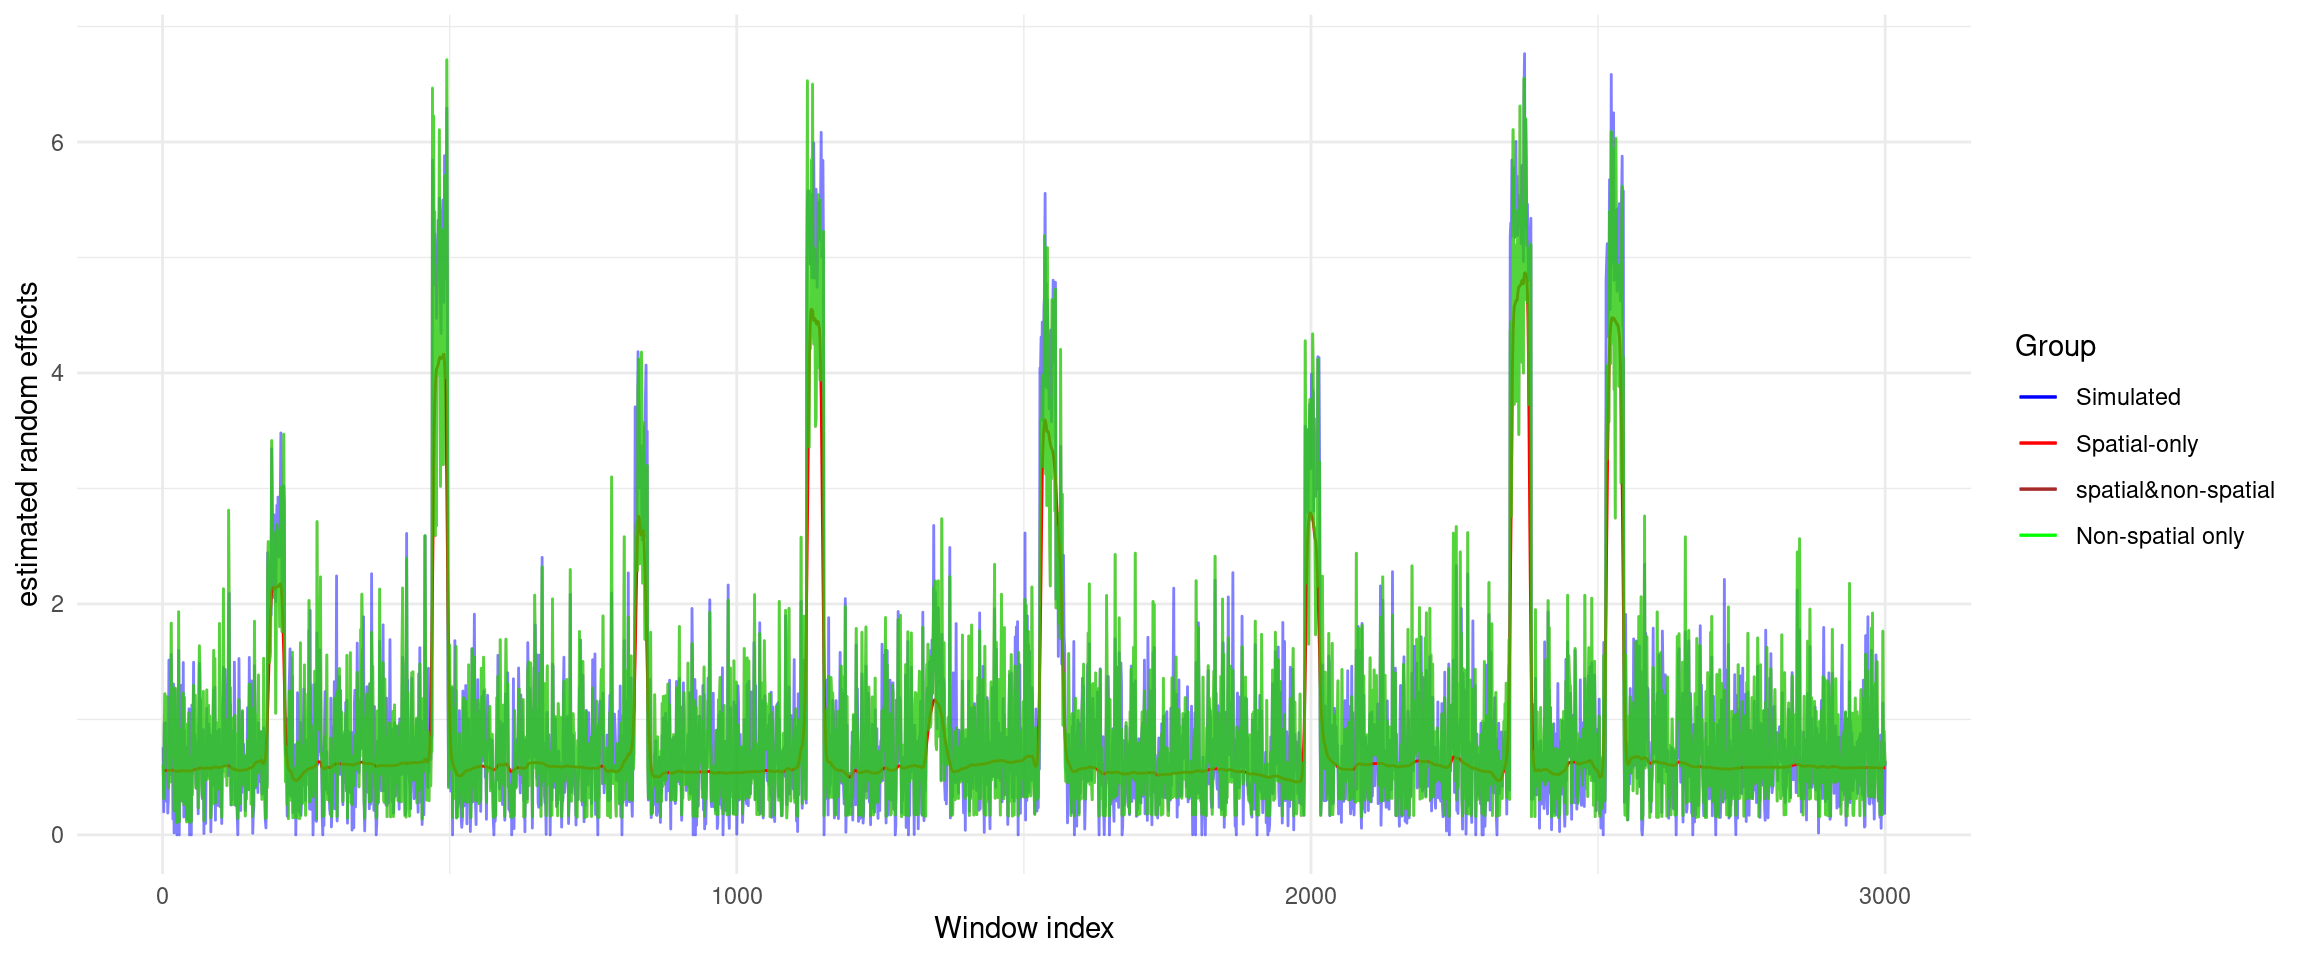 estimated random effects
6
4
2
0
0
1000
2000
3000
Window index
Group
Simulated
Spatial-only
spatial&non-spatial
Non-spatial only